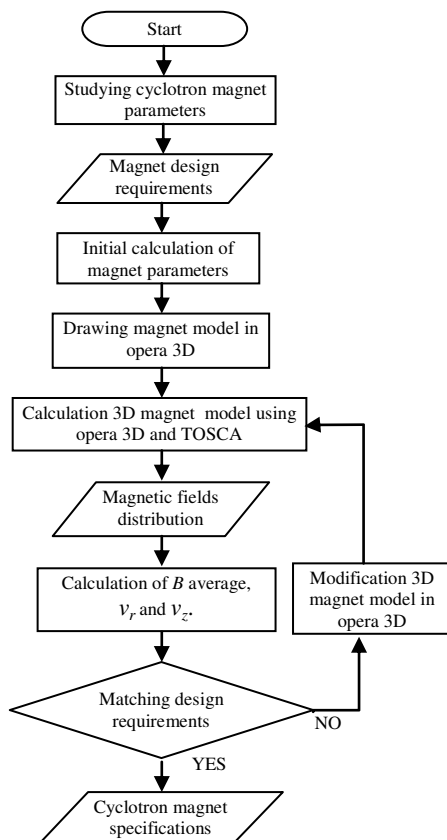 Start
Studying cyclotron magnet
parameters
Magnet design
requirements
Initial calculation of
magnet parameters
Drawing magnet model in
opera 3D
Calculation 3D magnet model using
opera 3D and TOSCA
Magnetic fields
distribution
Calculation of B average,
νr and νz.
Modification 3D
magnet model in
opera 3D
Matching design
requirements
NO
YES
Cyclotron magnet
specifications